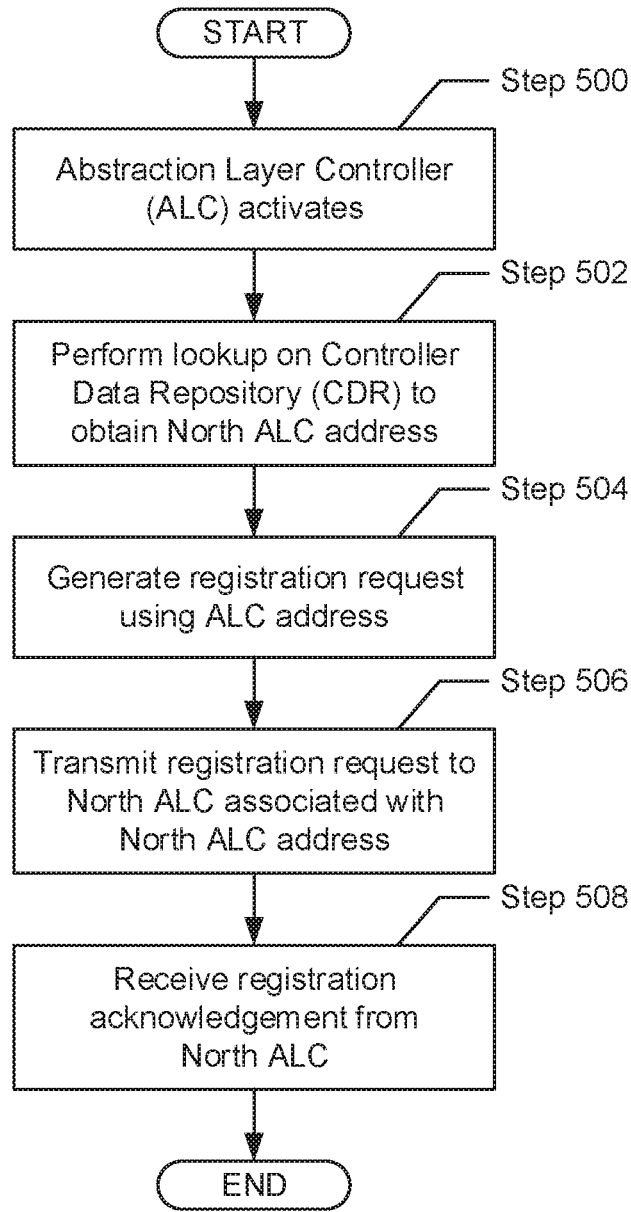 START
Step 500
Abstraction Layer Controller
(ALC) activates
Step 502
Perform lookup on Controller
Data Repository (CDR) to
obtain North ALC address
Step 504
Generate registration request
using ALC address
Step 506
Transmit registration request to
North ALC associated with
North ALC address
Step 508
Receive registration
acknowledgement from
North ALC
END